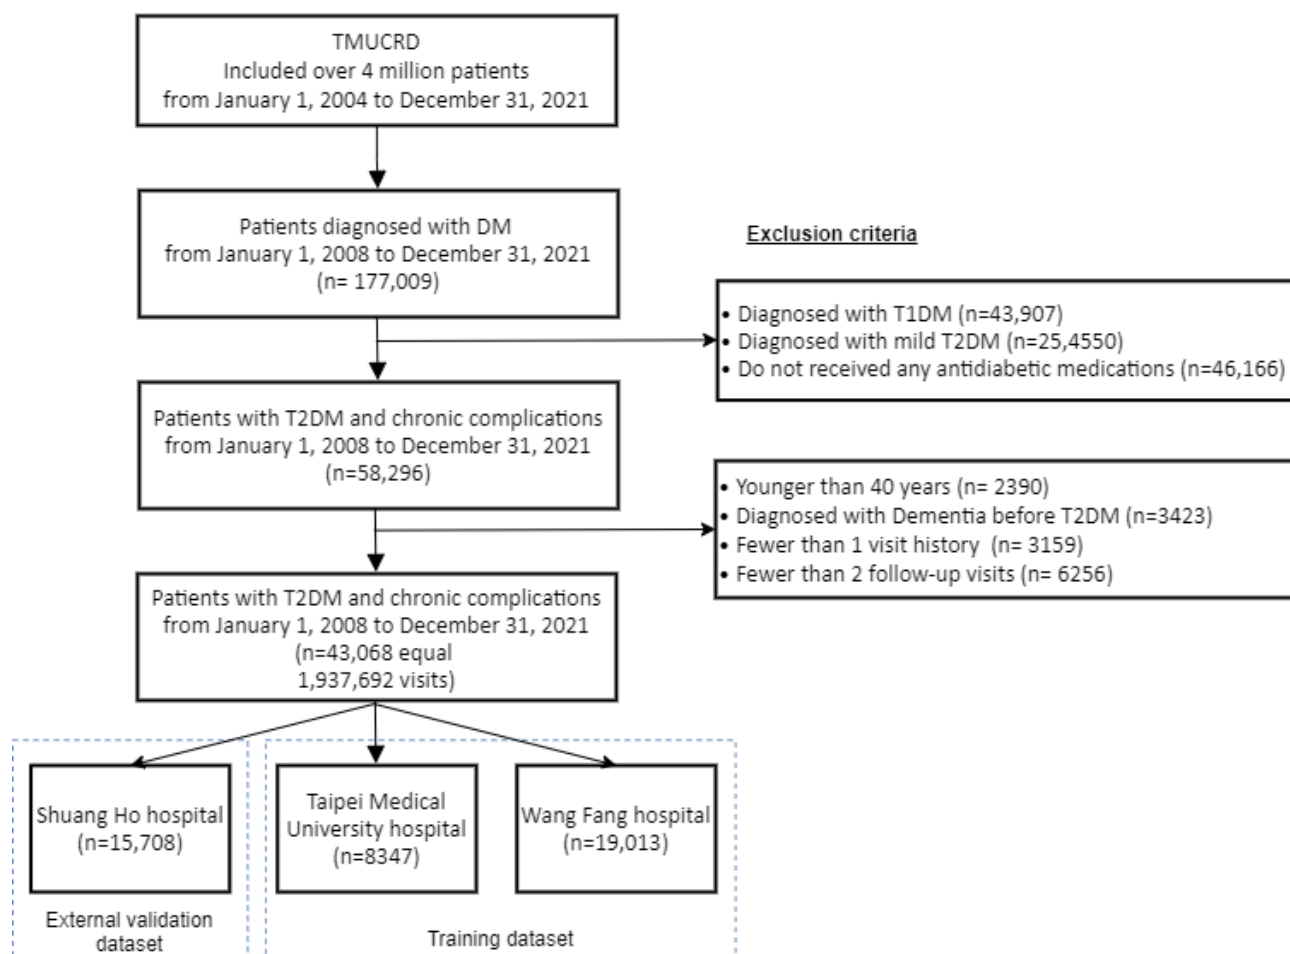 TMUCRD
Included over 4 million patients
from January 1, 2004 to December 31, 2021
Patients diagnosed with DM
from January 1, 2008 to December 31, 2021
(n= 177,009)
Exclusion criteria
• Diagnosed with T1DM (n=43,907)
• Diagnosed with mild T2DM (n=25,4550)
• Do not received any antidiabetic medications (n=46,166)
Patients with T2DM and chronic complications
from January 1, 2008 to December 31, 2021
(n=58,296)
• Younger than 40 years (n= 2390)
• Diagnosed with Dementia before T2DM (n=3423)
• Fewer than 1 visit history (n= 3159)
• Fewer than 2 follow-up visits (n= 6256)
Patients with T2DM and chronic complications
from January 1, 2008 to December 31, 2021
(n=43,068 equal
1,937,692 visits)
Shuang Ho hospital
(n=15,708)
Taipei Medical
University hospital
(n=8347)
Wang Fang hospital
(n=19,013)
External validation
dataset
Training dataset